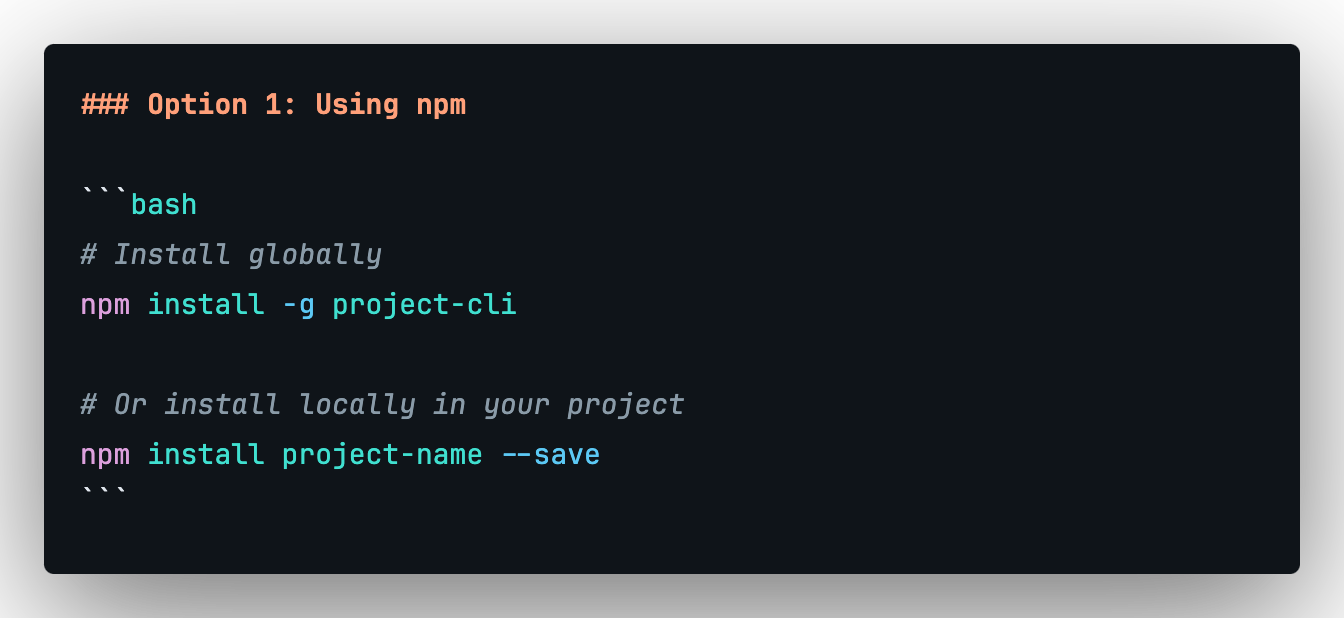 ### Option 1: Using npm
```bash
# Install globally
npm install -g project-cli
# Or install locally in your project
npm install project-name --save
```